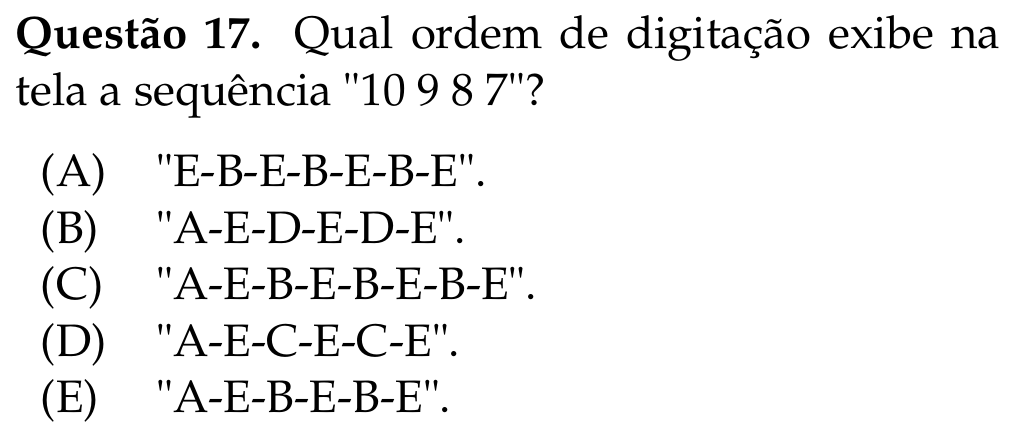 Questão 17. Qual ordem de digitação exibe na
tela a sequência "10 9 8 7"?
(A) "E-B-E-B-E-B-E".
(B) "A-E-D-E-D-E".
(C) "A-E-B-E-B-E-B-E".
(D) "A-E-C-E-C-E".
(E) "A-E-B-E-B-E".